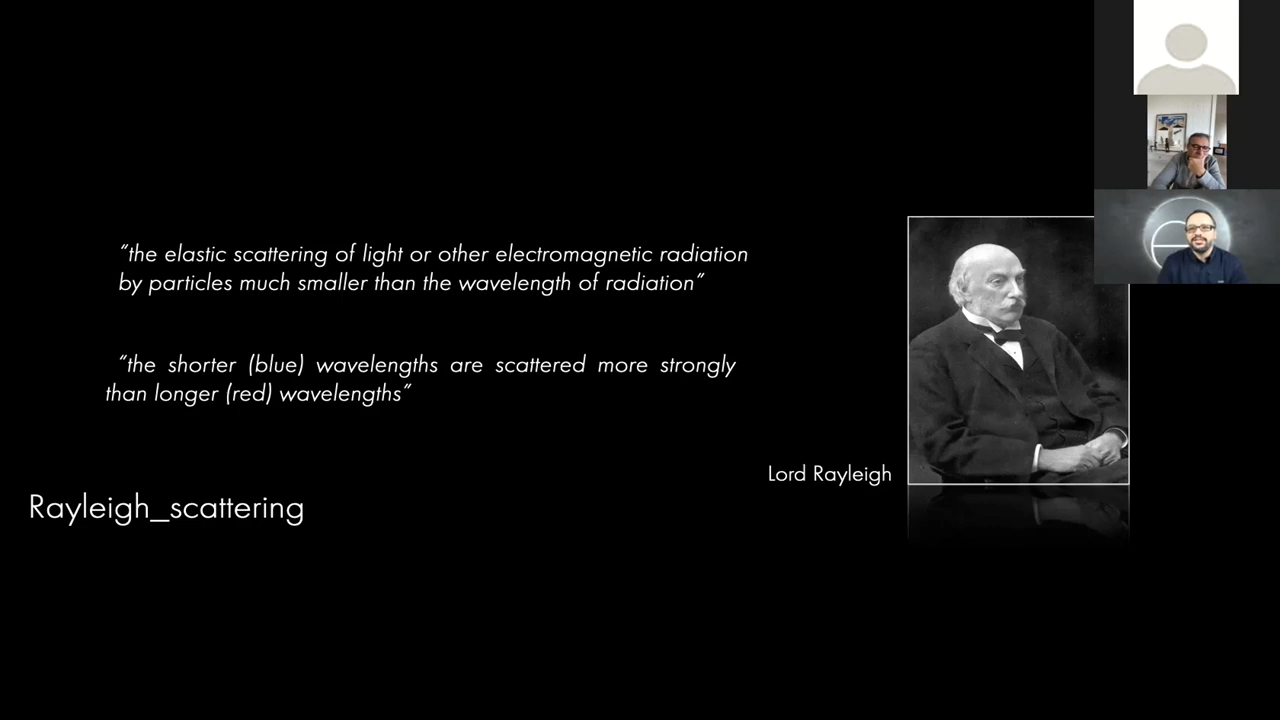 “the elastic scattering of light or other electromagnetic radiation
by particles much smaller than the wavelength of radiation”
“the shorter (blue) wavelengths are scattered more strongly
than longer (red) wavelengths”
Lord Rayleigh
Rayleigh_scattering